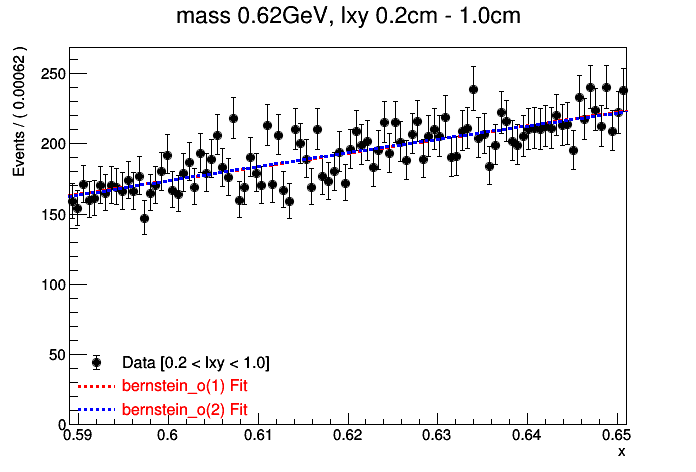 mass 0.62GeV, lxy 0.2cm - 1.0cm
Events / ( 0.00062 )
250
200
150
100
50
0
Data [0.2 < lxy < 1.0]
bernstein_o(1) Fit
bernstein_o(2) Fit
0.59 0.6 0.61 0.62 0.63 0.64 0.65
x